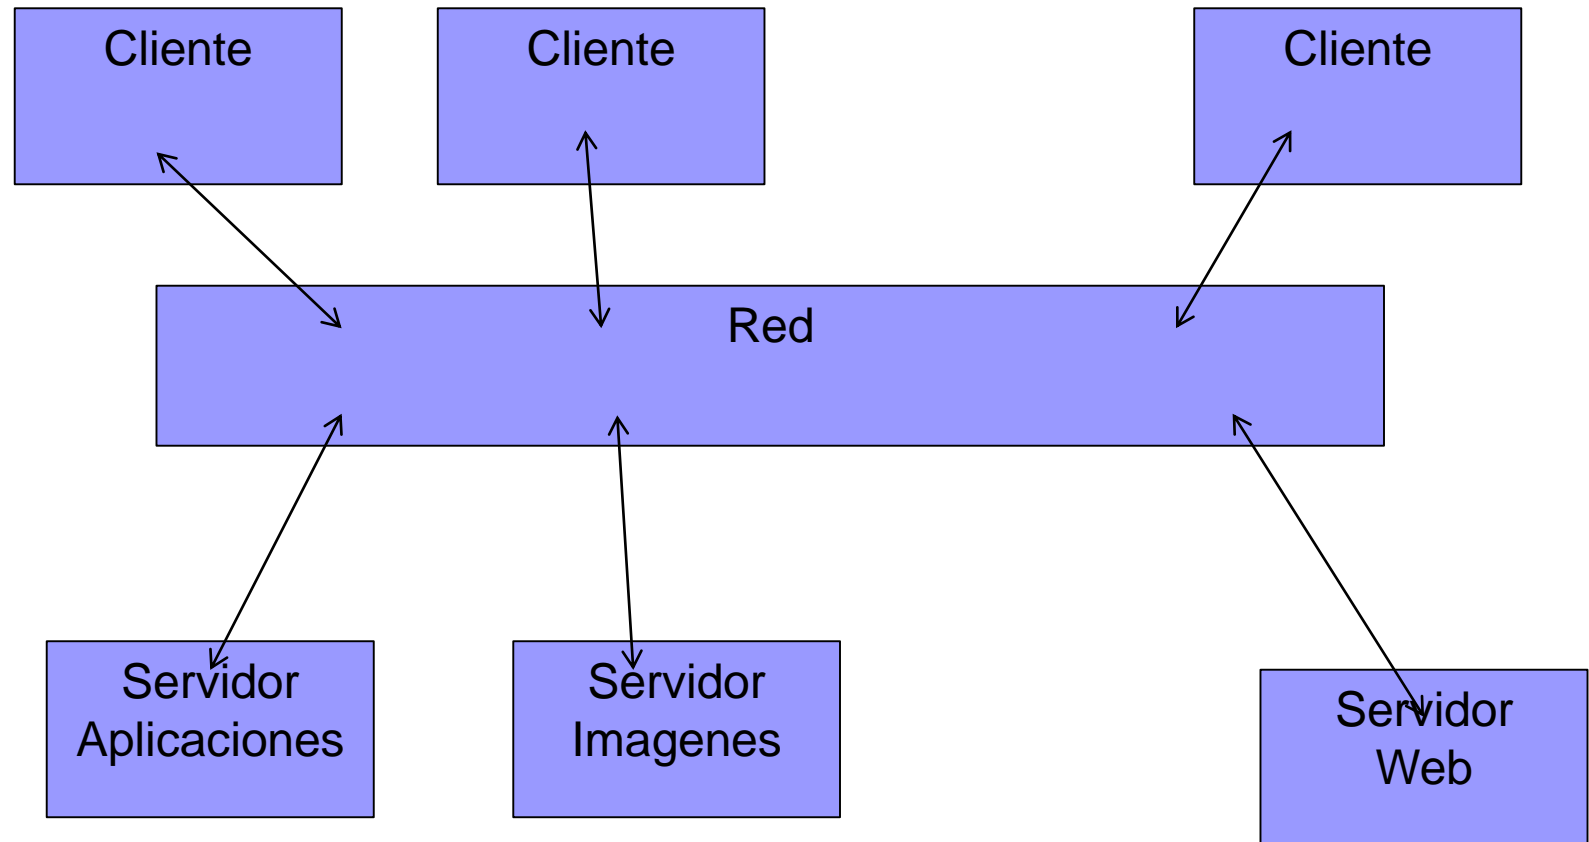 Cliente
Cliente
Cliente
Red
Servidor
Aplicaciones
Servidor
Imagenes
Servidor
Web